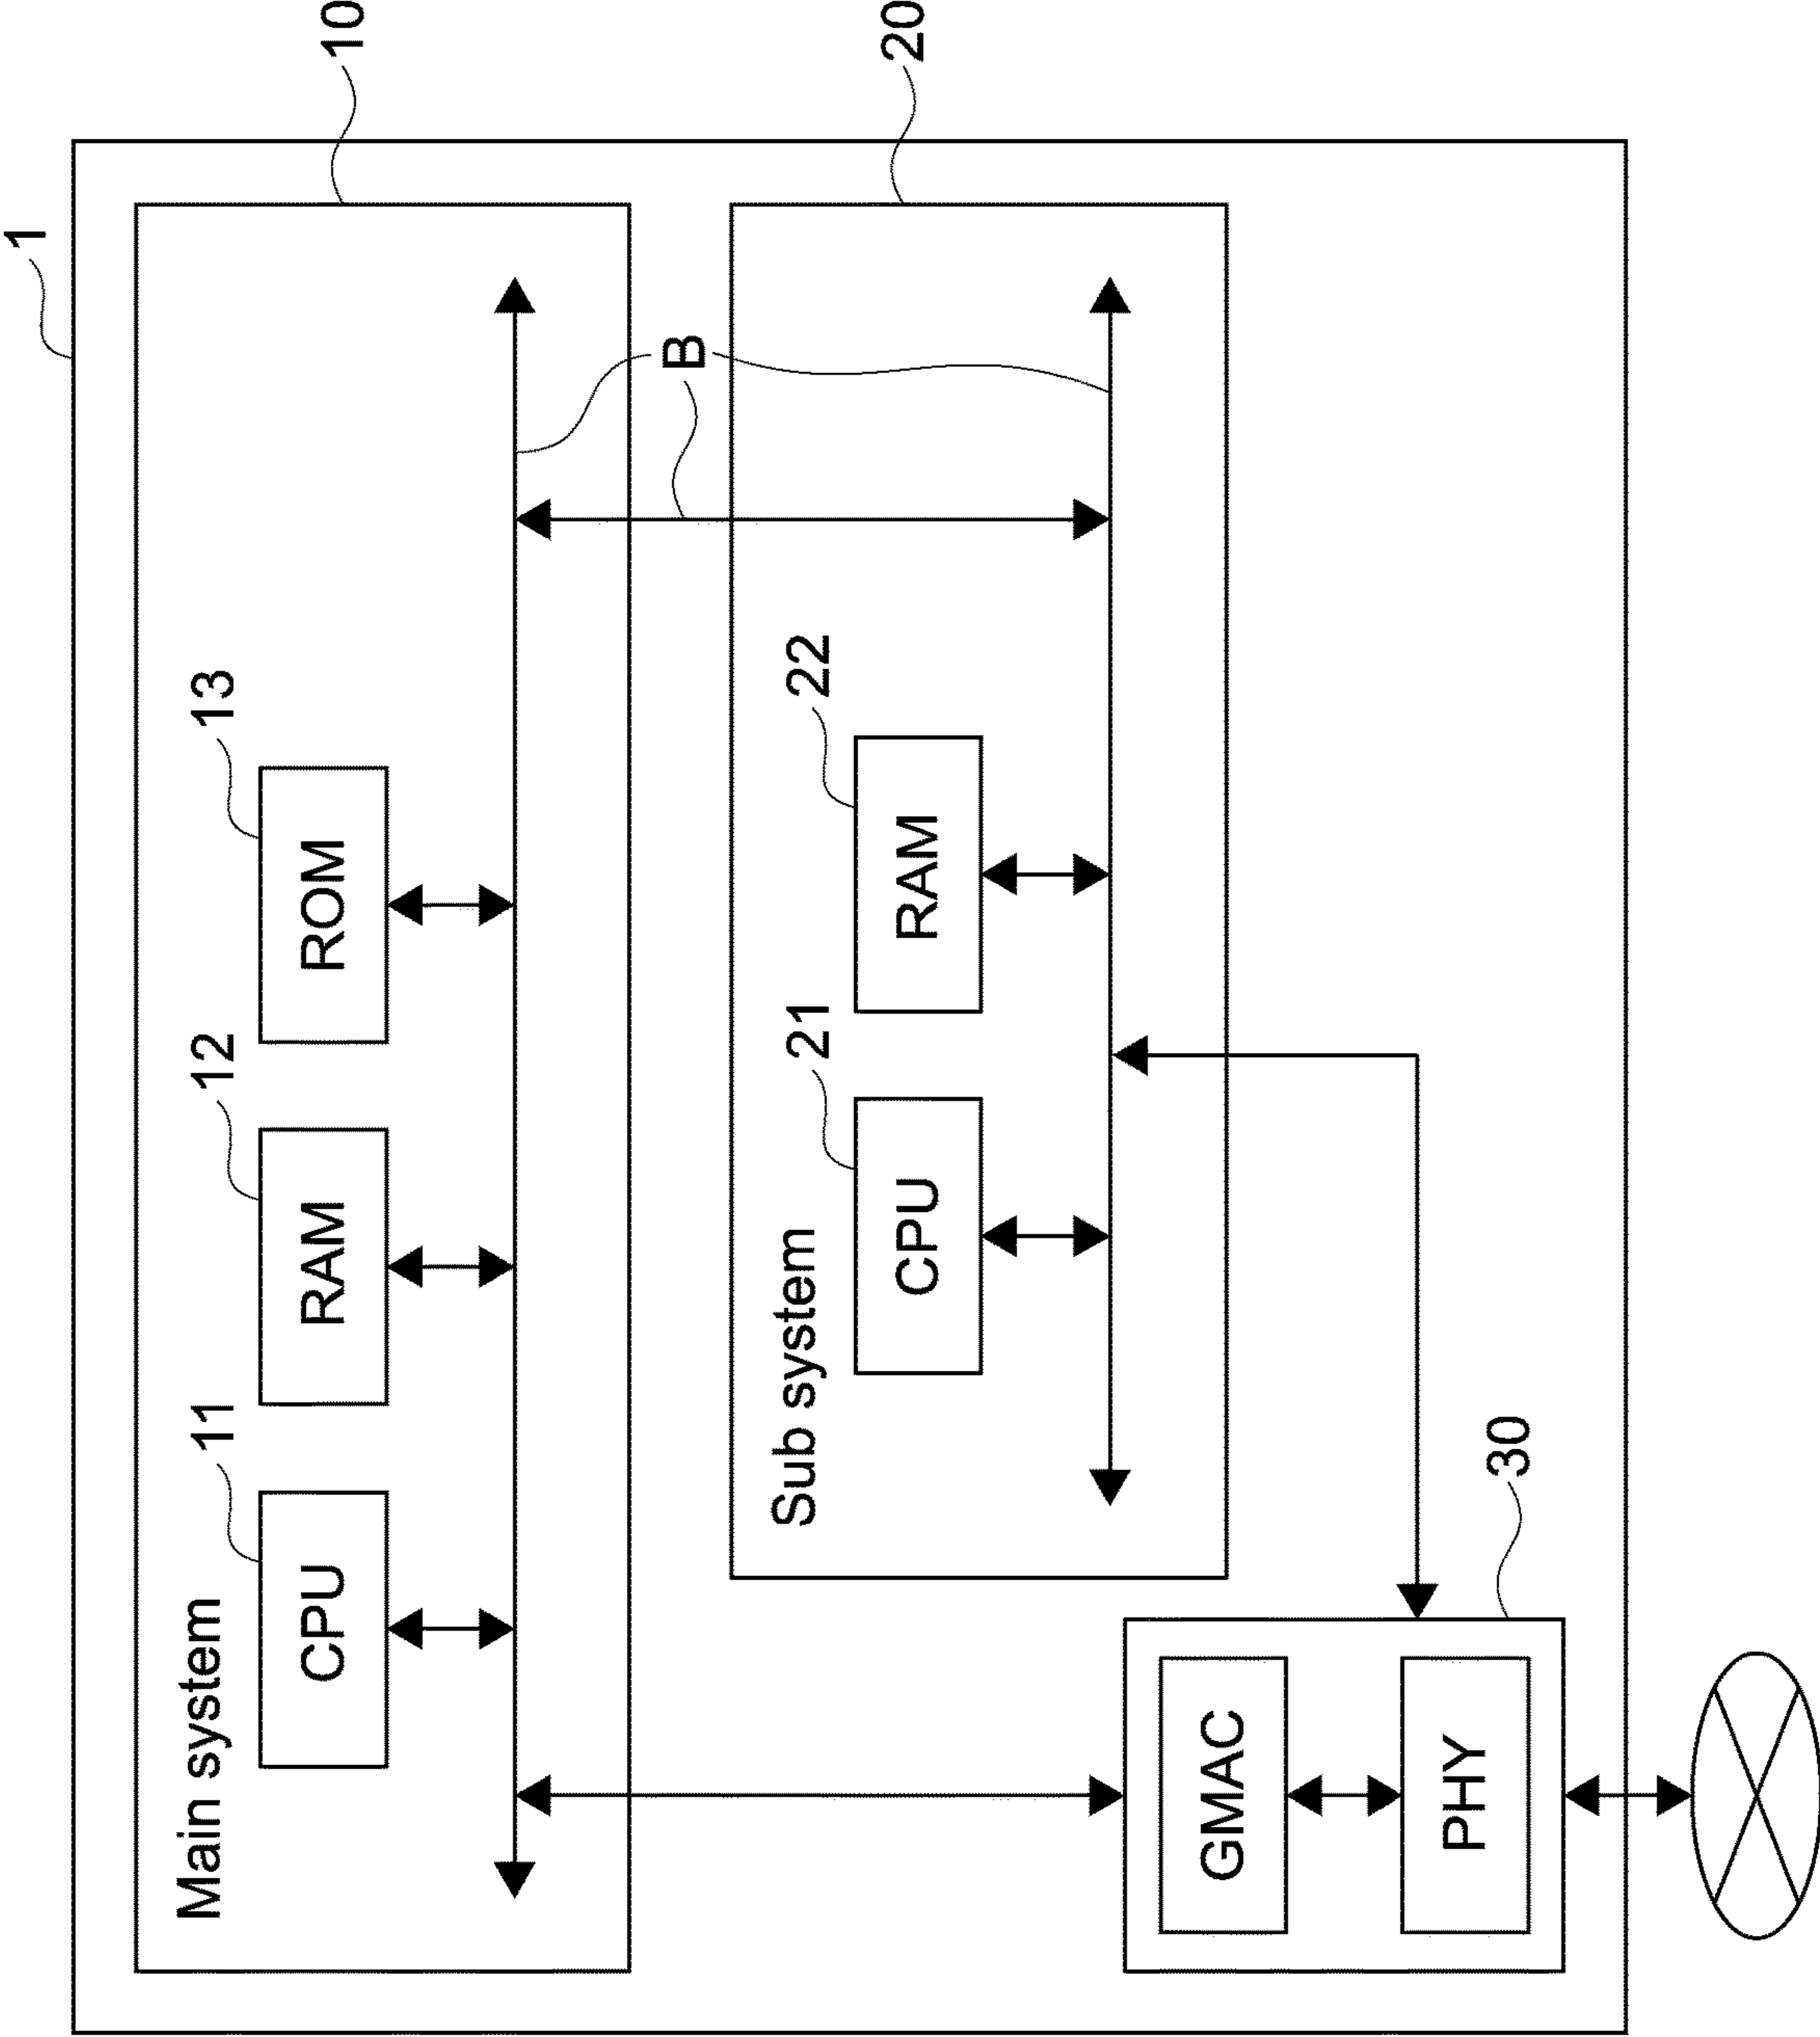 1
10
Main system
11
12
13
CPU
RAM
ROM
B
20
Sub system
21
22
CPU
RAM
30
GMAC
PHY